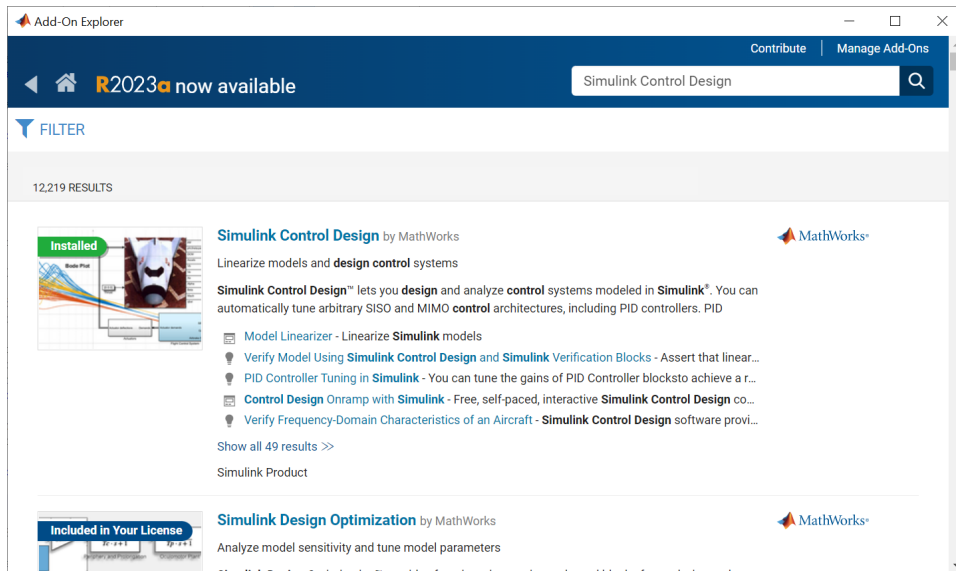 Add-On Explorer
Contribute | Manage Add-Ons
R2023a now available
Simulink Control Design
FILTER
12,219 RESULTS
Installed
Bode Plot
Simulink Control Design by MathWorks
MathWorks®
Linearize models and design control systems
Simulink Control Design™ lets you design and analyze control systems modeled in Simulink®. You can
automatically tune arbitrary SISO and MIMO control architectures, including PID controllers. PID
Model Linearizer - Linearize Simulink models
Verify Model Using Simulink Control Design and Simulink Verification Blocks - Assert that linear...
PID Controller Tuning in Simulink - You can tune the gains of PID Controller blocksto achieve a r...
Control Design Onramp with Simulink - Free, self-paced, interactive Simulink Control Design co...
Verify Frequency-Domain Characteristics of an Aircraft - Simulink Control Design software provi...
Show all 49 results >>
Simulink Product
Included in Your License
Simulink Design Optimization by MathWorks
MathWorks®
Analyze model sensitivity and tune model parameters